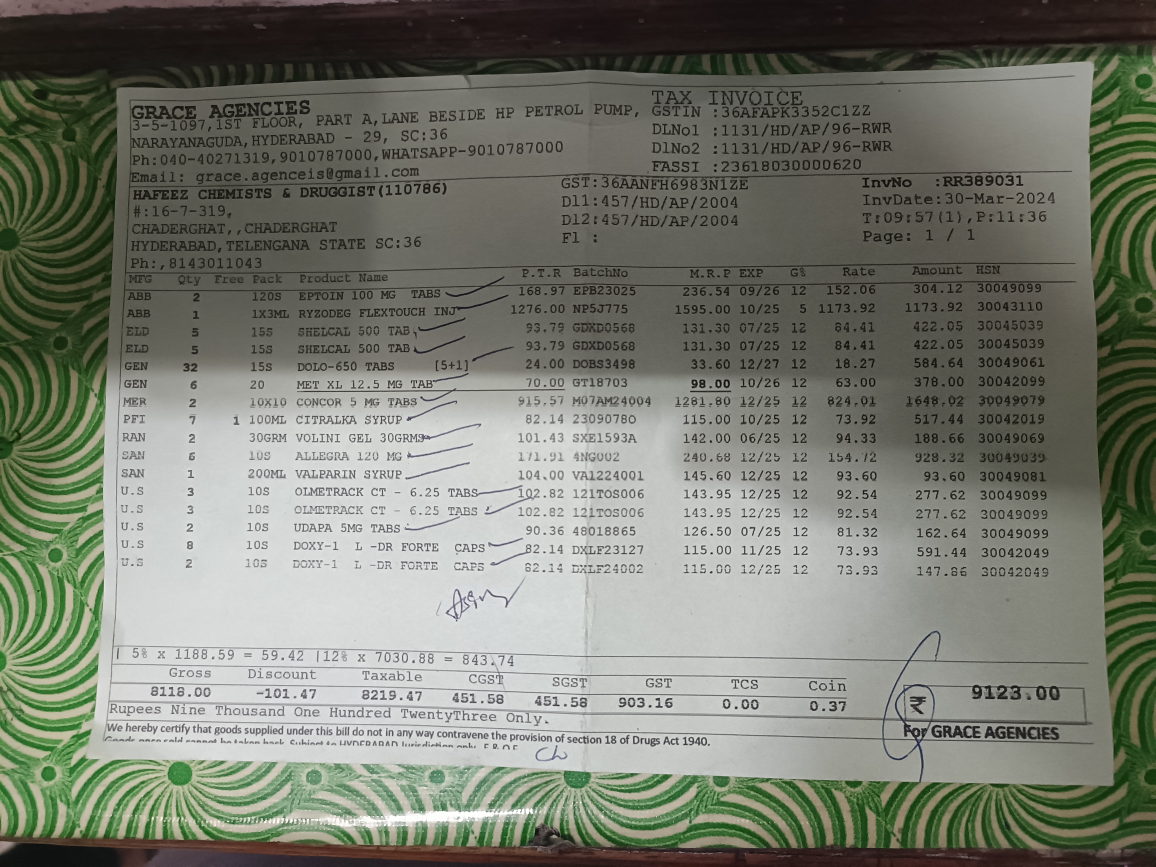 GRACE AGENCIES
3-5-1097,1ST FLOOR, PART A,LANE BESIDE HP PETROL PUMP,
NARAYANAGUDA,HYDERABAD - 29, SC:36
Ph:040-40271319,9010787000,WHATSAPP-9010787000
Email: grace.agenceis@gmail.com
TAX INVOICE
GSTIN :36AFAPK3352C1ZZ
DLNo1 :1131/HD/AP/96-RWR
DlNo2 :1131/HD/AP/96-RWR
FASSI :23618030000620
HAFEEZ CHEMISTS & DRUGGIST(110786)
#:16-7-319,
CHADERGHAT,,CHADERGHAT
HYDERABAD,TELENGANA STATE SC:36
Ph:,8143011043
GST:36AANFH6983N1ZE
Dl1:457/HD/AP/2004
Dl2:457/HD/AP/2004
Fl :
InvNo :RR389031
InvDate:30-Mar-2024
T:09:57(1),P:11:36
Page: 1 / 1
MFG Qty Free Pack Product Name P.T.R BatchNo M.R.P EXP G% Rate Amount HSN
ABB 2 120S EPTOIN 100 MG TABS 168.97 EPB23025 236.54 09/26 12 152.06 304.12 30049099
ABB 1 1X3ML RYZODEG FLEXTOUCH INJ 1276.00 NP5J775 1595.00 10/25 5 1173.92 1173.92 30043110
ELD 5 15S SHELCAL 500 TAB 93.79 GDXD0568 131.30 07/25 12 84.41 422.05 30045039
ELD 5 15S SHELCAL 500 TAB 93.79 GDXD0568 131.30 07/25 12 84.41 422.05 30045039
GEN 32 15S DOLO-650 TABS [5+1] 24.00 DOBS3498 33.60 12/27 12 18.27 584.64 30049061
GEN 6 20 MET XL 12.5 MG TAB 70.00 GT18703 98.00 10/26 12 63.00 378.00 30042099
MER 2 10X10 CONCOR 5 MG TABS 915.57 M07AM24004 1281.80 12/25 12 824.01 1648.02 30049079
PFI 7 1 100ML CITRALKA SYRUP 82.14 23090780 115.00 10/25 12 73.92 517.44 30042019
RAN 2 30GRM VOLINI GEL 30GRMS 101.43 SXE1593A 142.00 06/25 12 94.33 188.66 30049069
SAN 6 10S ALLEGRA 120 MG 171.91 4NG002 240.68 12/25 12 154.72 928.32 30049039
SAN 1 200ML VALPARIN SYRUP 104.00 VA1224001 145.60 12/25 12 93.60 93.60 30049081
U.S 3 10S OLMETRACK CT - 6.25 TABS 102.82 121TOS006 143.95 12/25 12 92.54 277.62 30049099
U.S 3 10S OLMETRACK CT - 6.25 TABS 102.82 121TOS006 143.95 12/25 12 92.54 277.62 30049099
U.S 2 10S UDAPA 5MG TABS 90.36 48018865 126.50 07/25 12 81.32 162.64 30049099
U.S 8 10S DOXY-1 L -DR FORTE CAPS 82.14 DXLF23127 115.00 11/25 12 73.93 591.44 30042049
U.S 2 10S DOXY-1 L -DR FORTE CAPS 82.14 DXLF24002 115.00 12/25 12 73.93 147.86 30042049
| 5% x 1188.59 = 59.42 |12% x 7030.88 = 843.74
Gross Discount Taxable CGST SGST GST TCS Coin
8118.00 -101.47 8219.47 451.58 451.58 903.16 0.00 0.37
₹ 9123.00
Rupees Nine Thousand One Hundred TwentyThree Only.
For GRACE AGENCIES
We hereby certify that goods supplied under this bill do not in any way contravene the provision of section 18 of Drugs Act 1940.